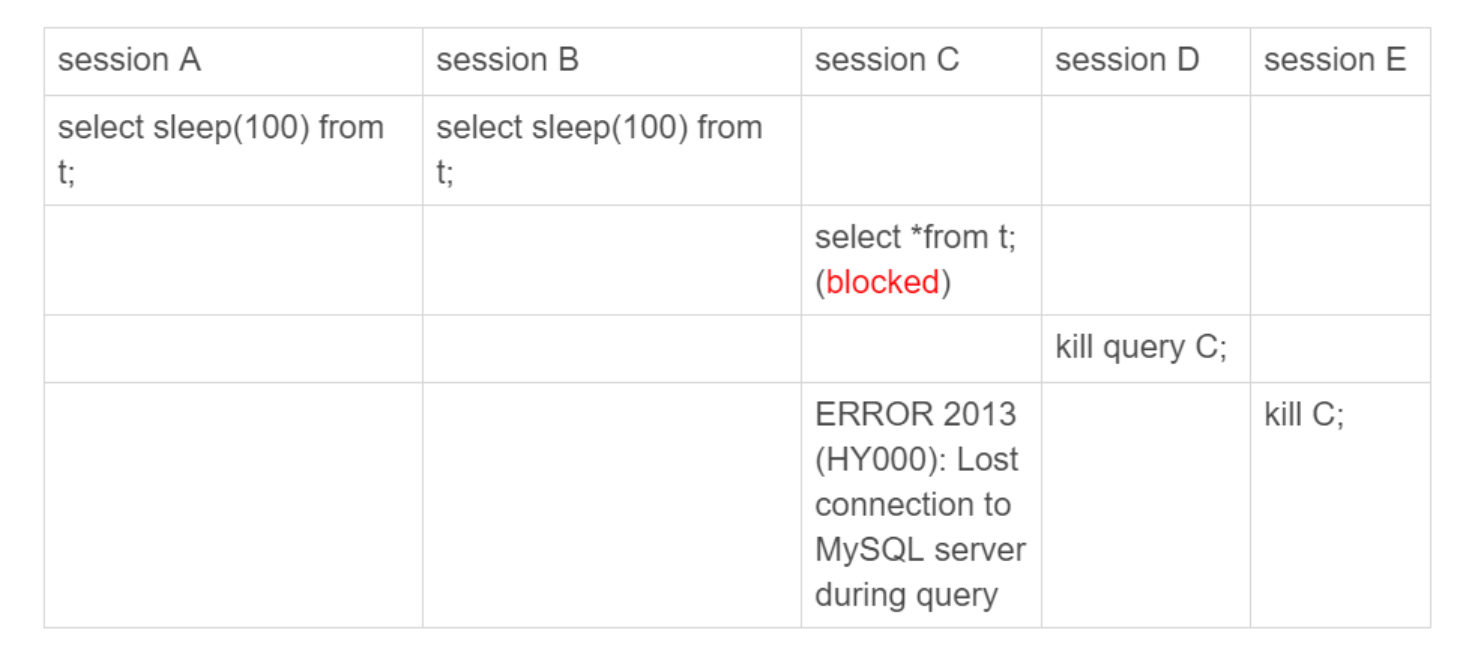 session A
session B
session C
session D
session E
select sleep(100) from
t;
select sleep(100) from
t;
select *from t;
(blocked)
kill query C;
ERROR 2013
(HY000): Lost
connection to
MySQL server
during query
kill C;